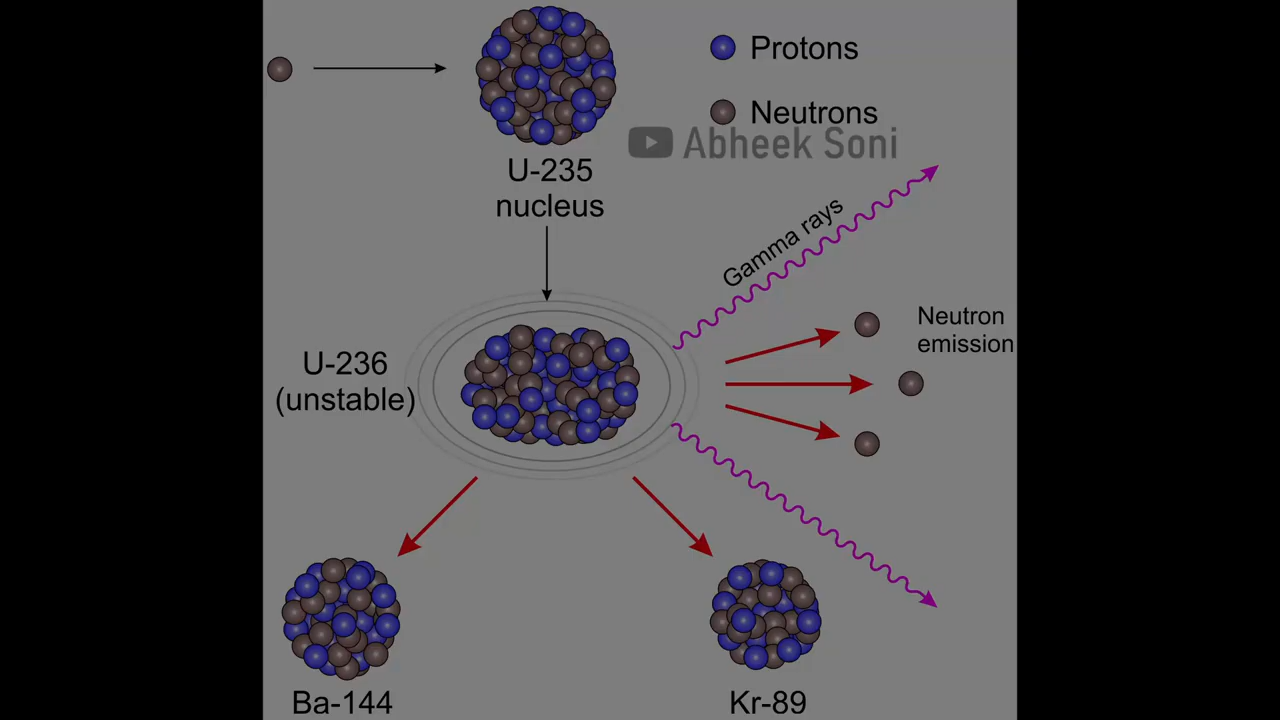 Protons
Neutrons
Abheek Soni
U-235
nucleus
Gamma rays
Neutron
emission
U-236
(unstable)
Ba-144
Kr-89